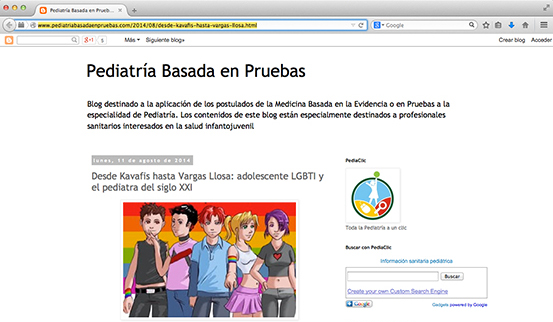 Pediatría Basada en Prueb...
www.pediatriabasadaenpruebas.com/2014/08/desde-kavafis-hasta-vargas-llosa.html
Google
g+1 5 Más Siguiente blog» Crear blog Acceder
Pediatría Basada en Pruebas
Blog destinado a la aplicación de los postulados de la Medicina Basada en la Evidencia o en Pruebas a la
especialidad de Pediatría. Los contenidos de este blog están especialmente destinados a profesionales
sanitarios interesados en la salud infantojuvenil
lunes, 11 de agosto de 2014
Desde Kavafis hasta Vargas Llosa: adolescente LGBTI y
el pediatra del siglo XXI
PediaClic
Toda la Pediatría a un clic
Buscar con PediaClic
Información sanitaria pediátrica
Buscar
Create your own Custom Search Engine
Google
Gadgets powered by Google